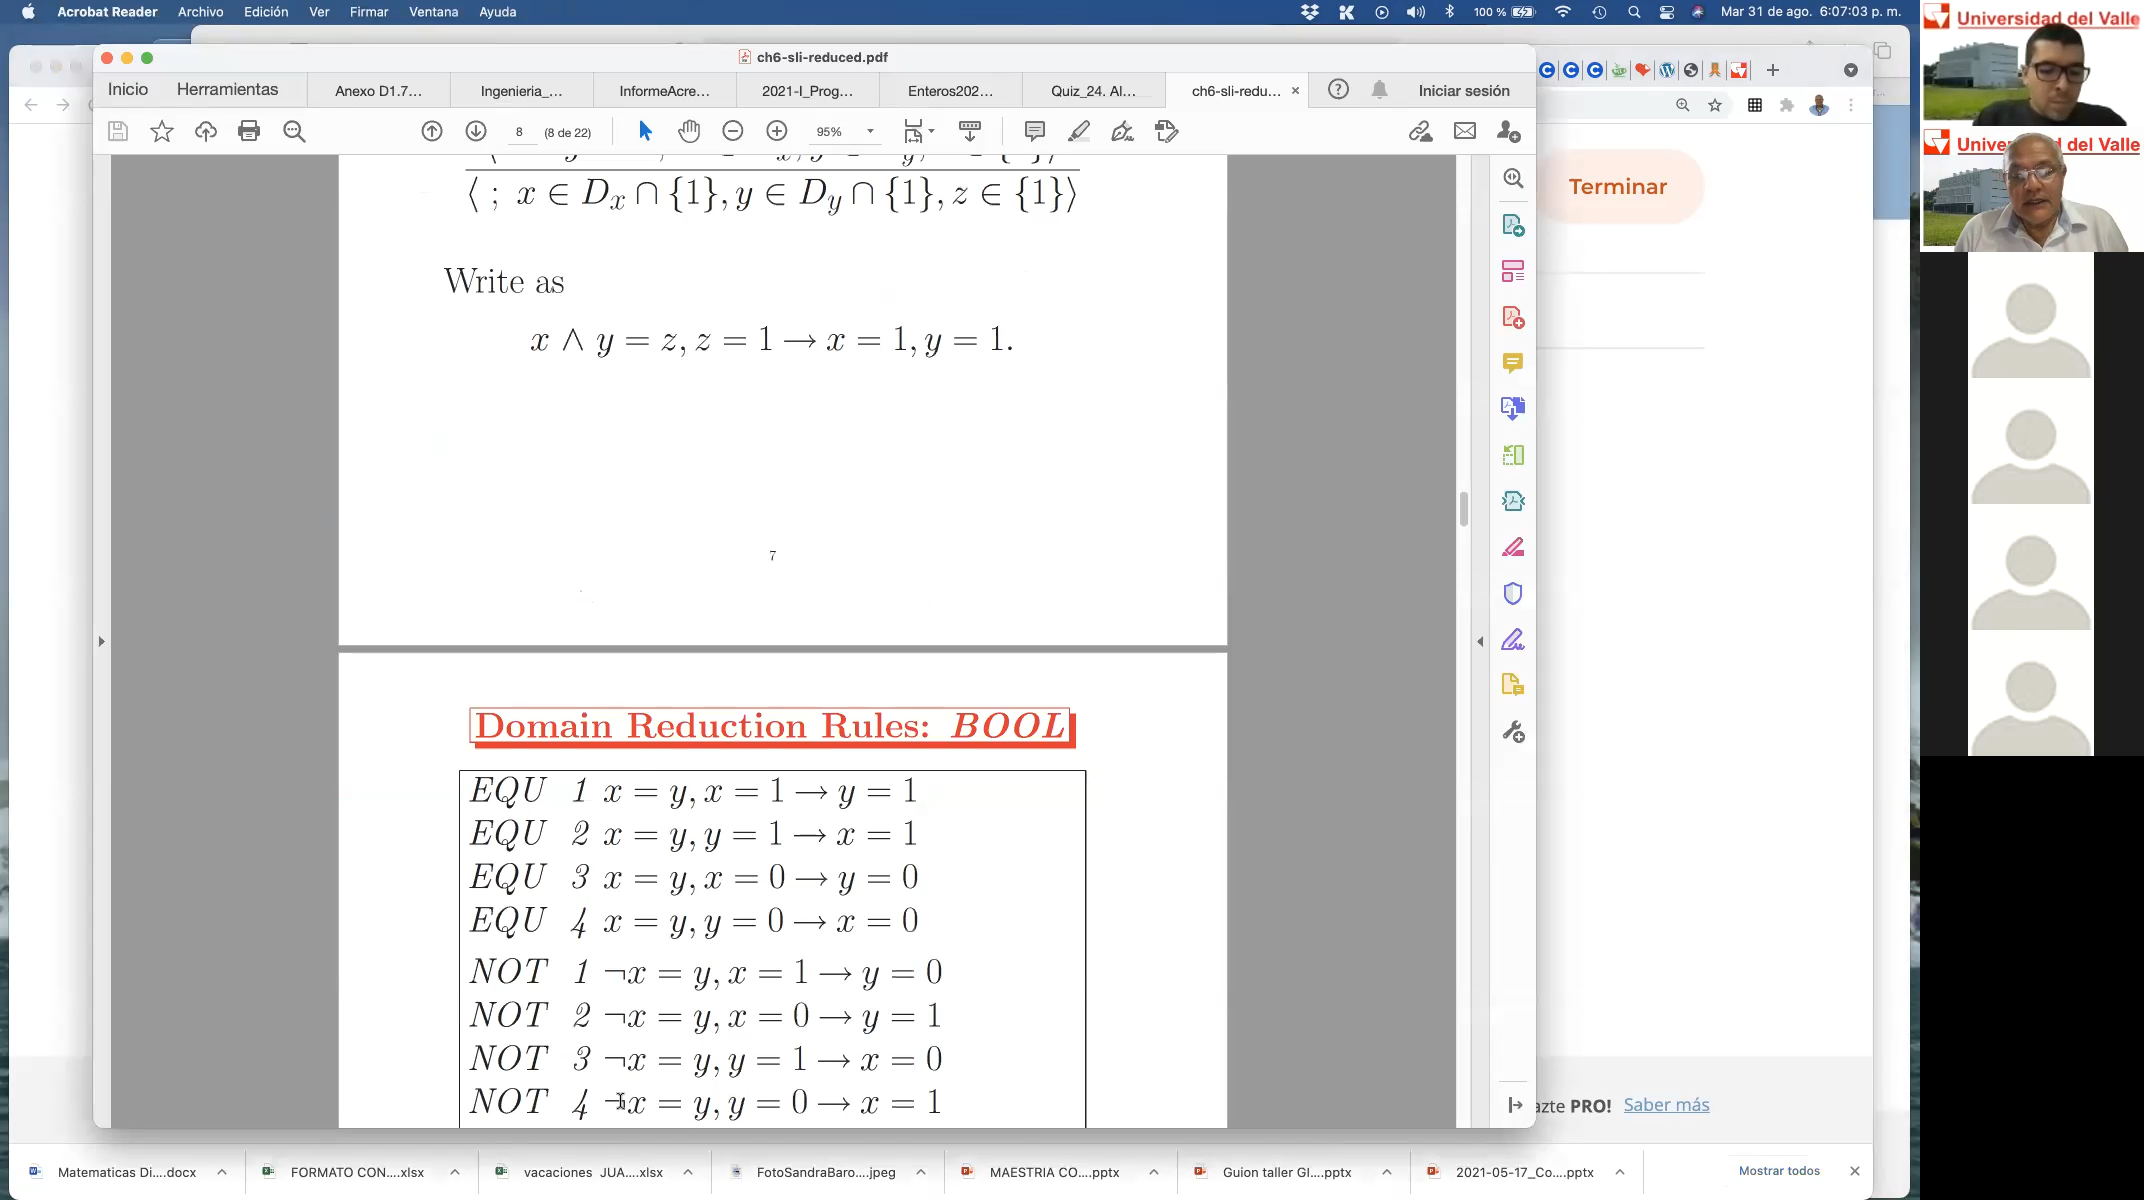 Acrobat Reader Archivo Edición Ver Firmar Ventana Ayuda 100 % Mar 31 de ago. 6:07:03 p. m.
ch6-sli-reduced.pdf
Inicio Herramientas Anexo D1.7... Ingenieria_... InformeAcre... 2021-I_Prog... Enteros202... Quiz_24. Al... ch6-sli-redu... × Iniciar sesión
8 (8 de 22) 95%
⟨ ; x ∈ Dx ∩ {1}, y ∈ Dy ∩ {1}, z ∈ {1}⟩
Write as
x ∧ y = z, z = 1 → x = 1, y = 1.
7
Domain Reduction Rules: BOOL
EQU 1 x = y, x = 1 → y = 1
EQU 2 x = y, y = 1 → x = 1
EQU 3 x = y, x = 0 → y = 0
EQU 4 x = y, y = 0 → x = 0
NOT 1 ¬x = y, x = 1 → y = 0
NOT 2 ¬x = y, x = 0 → y = 1
NOT 3 ¬x = y, y = 1 → x = 0
NOT 4 ¬x = y, y = 0 → x = 1
Terminar
azte PRO! Saber más
Universidad del Valle
Univ del Valle
Matematicas Di....docx FORMATO CON....xlsx vacaciones JUA....xlsx FotoSandraBaro....jpeg MAESTRIA CO....pptx Guion taller GI....pptx 2021-05-17_Co....pptx Mostrar todos